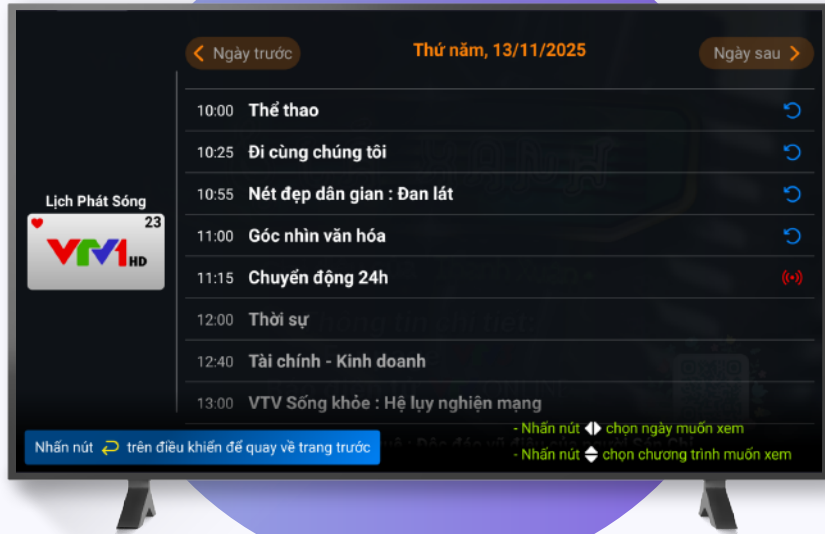 Ngày trước
Thứ năm, 13/11/2025
Ngày sau
10:00 Thể thao
10:25 Đi cùng chúng tôi
10:55 Nét đẹp dân gian : Đan lát
Lịch Phát Sóng
23
VTV1 HD
11:00 Góc nhìn văn hóa
11:15 Chuyển động 24h
12:00 Thời sự
12:40 Tài chính - Kinh doanh
13:00 VTV Sống khỏe : Hệ lụy nghiện mạng
- Nhấn nút chọn ngày muốn xem
Nhấn nút trên điều khiển để quay về trang trước
- Nhấn nút chọn chương trình muốn xem